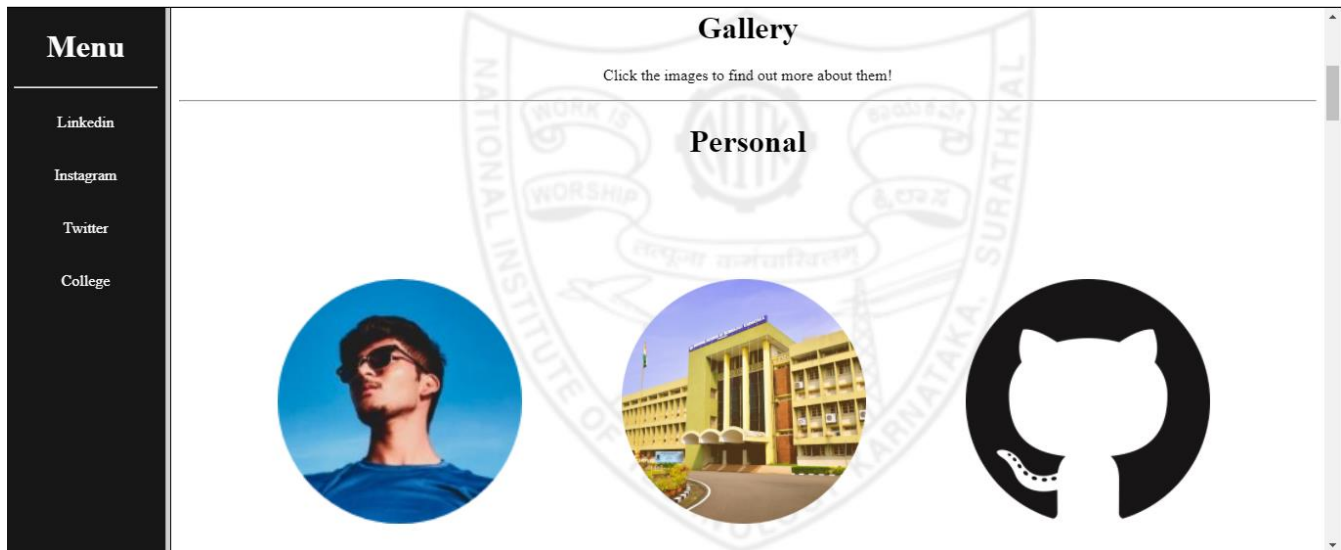 Menu
Linkedin
Instagram
Twitter
College
Gallery
Click the images to find out more about them!
Personal
WORK IS
WORSHIP
NATIONAL INSTITUTE OF TECHNOLOGY KARNATAKA, SURATHKAL